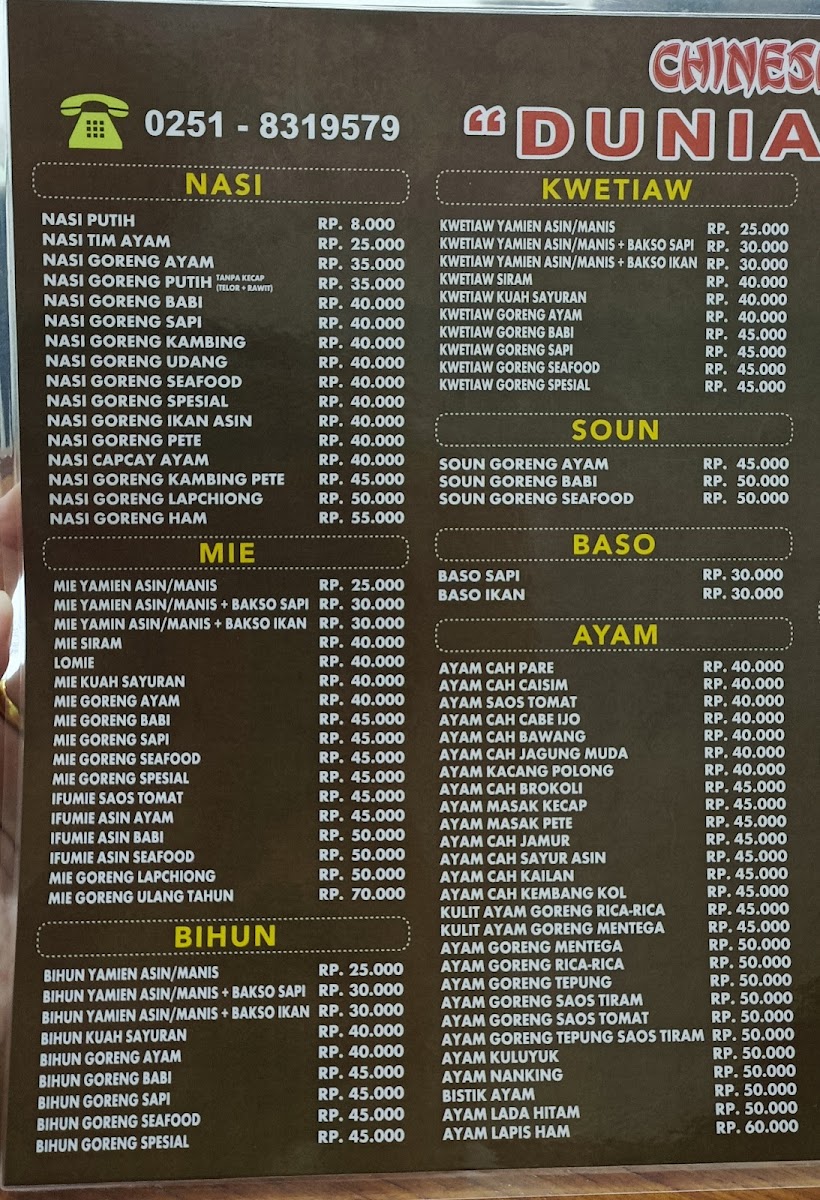 CHINES
0251 - 8319579
"DUNIA
NASI
NASI PUTIH RP. 8.000
NASI TIM AYAM RP. 25.000
NASI GORENG AYAM RP. 35.000
NASI GORENG PUTIH TANPA KECAP (TELOR + RAWIT) RP. 35.000
NASI GORENG BABI RP. 40.000
NASI GORENG SAPI RP. 40.000
NASI GORENG KAMBING RP. 40.000
NASI GORENG UDANG RP. 40.000
NASI GORENG SEAFOOD RP. 40.000
NASI GORENG SPESIAL RP. 40.000
NASI GORENG IKAN ASIN RP. 40.000
NASI GORENG PETE RP. 40.000
NASI CAPCAY AYAM RP. 40.000
NASI GORENG KAMBING PETE RP. 45.000
NASI GORENG LAPCHIONG RP. 50.000
NASI GORENG HAM RP. 55.000
MIE
MIE YAMIEN ASIN/MANIS RP. 25.000
MIE YAMIEN ASIN/MANIS + BAKSO SAPI RP. 30.000
MIE YAMIN ASIN/MANIS + BAKSO IKAN RP. 30.000
MIE SIRAM RP. 40.000
LOMIE RP. 40.000
MIE KUAH SAYURAN RP. 40.000
MIE GORENG AYAM RP. 40.000
MIE GORENG BABI RP. 45.000
MIE GORENG SAPI RP. 45.000
MIE GORENG SEAFOOD RP. 45.000
MIE GORENG SPESIAL RP. 45.000
IFUMIE SAOS TOMAT RP. 45.000
IFUMIE ASIN AYAM RP. 45.000
IFUMIE ASIN BABI RP. 50.000
IFUMIE ASIN SEAFOOD RP. 50.000
MIE GORENG LAPCHIONG RP. 50.000
MIE GORENG ULANG TAHUN RP. 70.000
BIHUN
BIHUN YAMIEN ASIN/MANIS RP. 25.000
BIHUN YAMIEN ASIN/MANIS + BAKSO SAPI RP. 30.000
BIHUN YAMIEN ASIN/MANIS + BAKSO IKAN RP. 30.000
BIHUN KUAH SAYURAN RP. 40.000
BIHUN GORENG AYAM RP. 40.000
BIHUN GORENG BABI RP. 45.000
BIHUN GORENG SAPI RP. 45.000
BIHUN GORENG SEAFOOD RP. 45.000
BIHUN GORENG SPESIAL RP. 45.000
KWETIAW
KWETIAW YAMIEN ASIN/MANIS RP. 25.000
KWETIAW YAMIEN ASIN/MANIS + BAKSO SAPI RP. 30.000
KWETIAW YAMIEN ASIN/MANIS + BAKSO IKAN RP. 30.000
KWETIAW SIRAM RP. 40.000
KWETIAW KUAH SAYURAN RP. 40.000
KWETIAW GORENG AYAM RP. 40.000
KWETIAW GORENG BABI RP. 45.000
KWETIAW GORENG SAPI RP. 45.000
KWETIAW GORENG SEAFOOD RP. 45.000
KWETIAW GORENG SPESIAL RP. 45.000
SOUN
SOUN GORENG AYAM RP. 45.000
SOUN GORENG BABI RP. 50.000
SOUN GORENG SEAFOOD RP. 50.000
BASO
BASO SAPI RP. 30.000
BASO IKAN RP. 30.000
AYAM
AYAM CAH PARE RP. 40.000
AYAM CAH CAISIM RP. 40.000
AYAM SAOS TOMAT RP. 40.000
AYAM CAH CABE IJO RP. 40.000
AYAM CAH BAWANG RP. 40.000
AYAM CAH JAGUNG MUDA RP. 40.000
AYAM KACANG POLONG RP. 40.000
AYAM CAH BROKOLI RP. 45.000
AYAM MASAK KECAP RP. 45.000
AYAM MASAK PETE RP. 45.000
AYAM CAH JAMUR RP. 45.000
AYAM CAH SAYUR ASIN RP. 45.000
AYAM CAH KAILAN RP. 45.000
AYAM CAH KEMBANG KOL RP. 45.000
KULIT AYAM GORENG RICA-RICA RP. 45.000
KULIT AYAM GORENG MENTEGA RP. 45.000
AYAM GORENG MENTEGA RP. 50.000
AYAM GORENG RICA-RICA RP. 50.000
AYAM GORENG TEPUNG RP. 50.000
AYAM GORENG SAOS TIRAM RP. 50.000
AYAM GORENG SAOS TOMAT RP. 50.000
AYAM GORENG TEPUNG SAOS TIRAM RP. 50.000
AYAM KULUYUK RP. 50.000
AYAM NANKING RP. 50.000
BISTIK AYAM RP. 50.000
AYAM LADA HITAM RP. 50.000
AYAM LAPIS HAM RP. 60.000